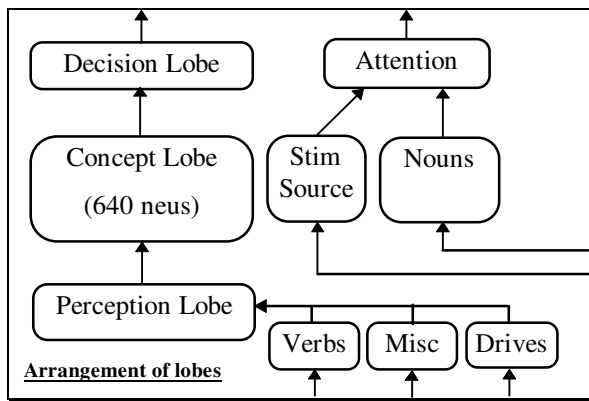 Decision Lobe
Attention
Concept Lobe
(640 neus)
Stim
Source
Nouns
Perception Lobe
Verbs
Misc
Drives
Arrangement of lobes